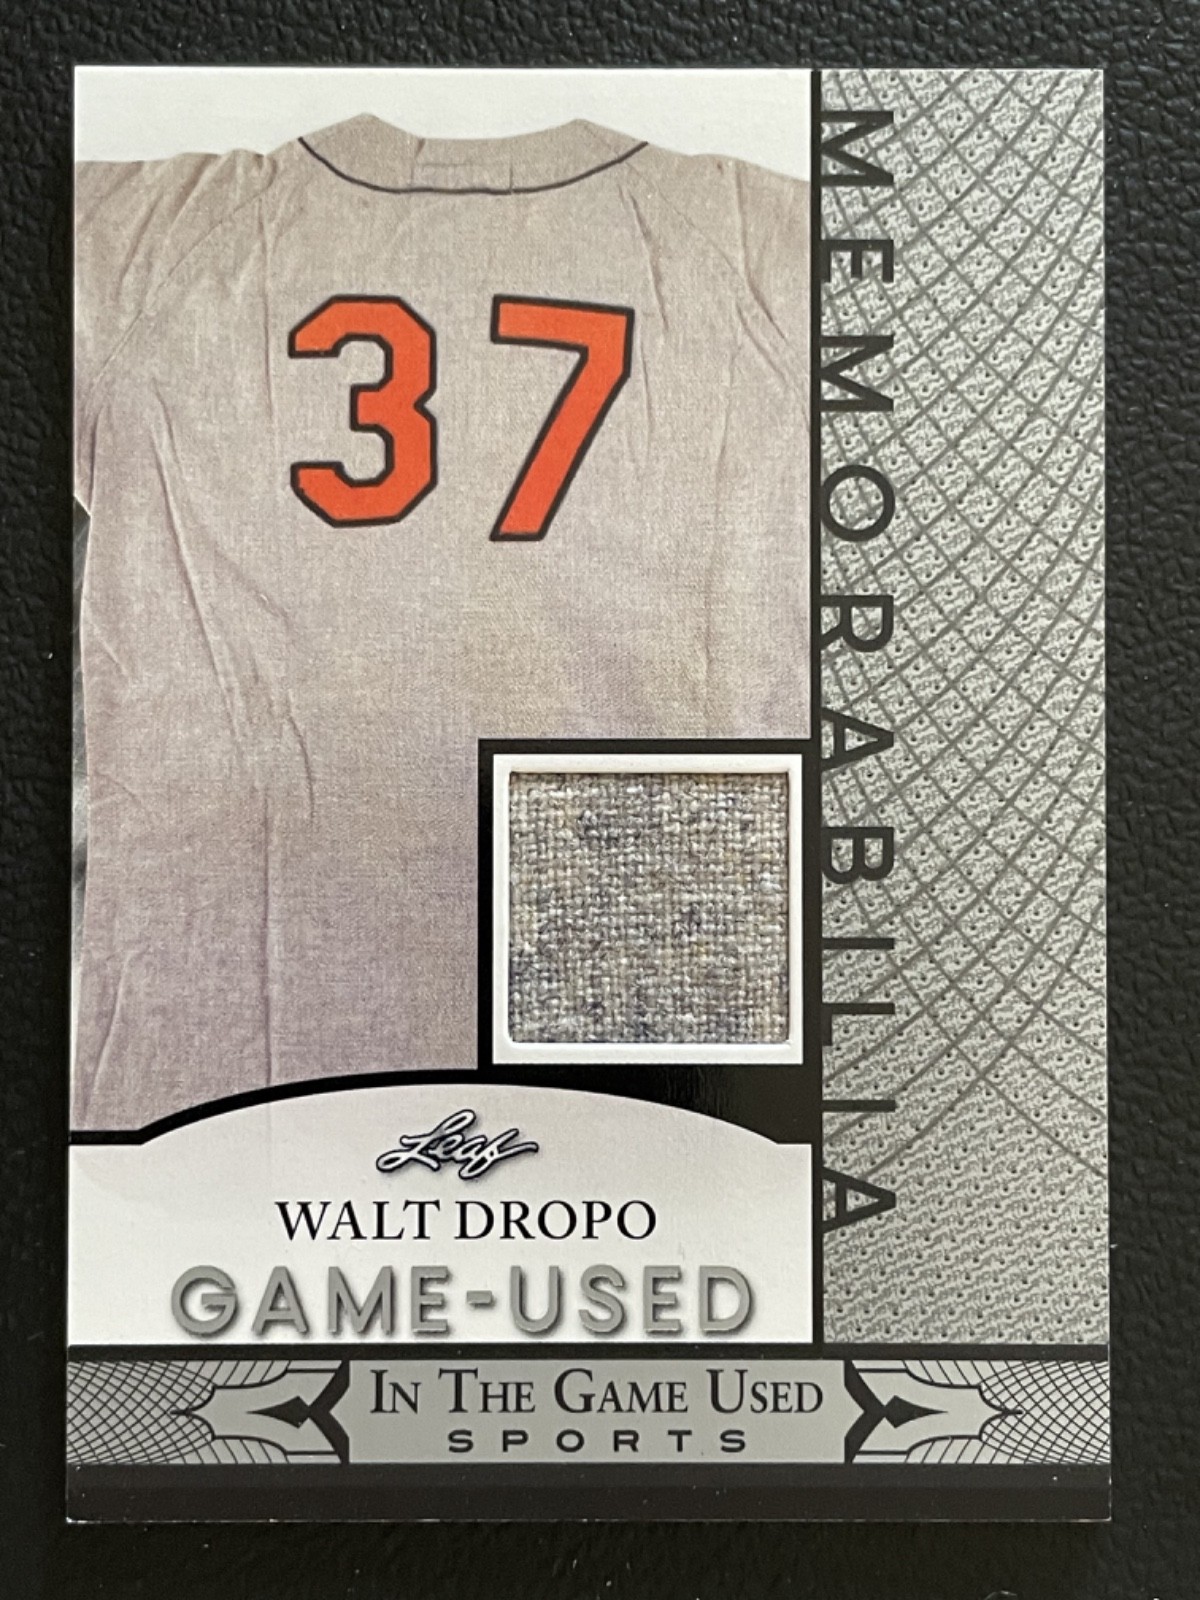 37
MEMORABILIA
Leaf
WALT DROPO
GAME-USED
IN THE GAME USED
SPORTS